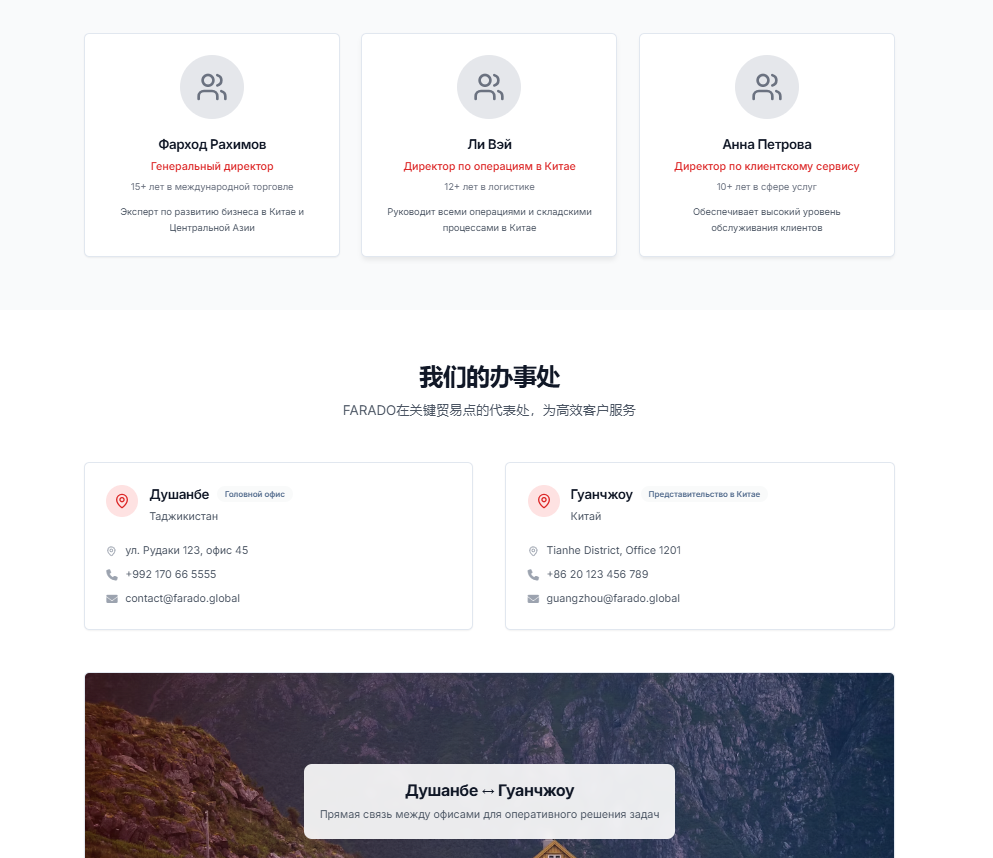 Фарход Рахимов
Генеральный директор
15+ лет в международной торговле
Эксперт по развитию бизнеса в Китае и
Центральной Азии
Ли Вэй
Директор по операциям в Китае
12+ лет в логистике
Руководит всеми операциями и складскими
процессами в Китае
Анна Петрова
Директор по клиентскому сервису
10+ лет в сфере услуг
Обеспечивает высокий уровень
обслуживания клиентов
我们的办事处
FARADO在关键贸易点的代表处，为高效客户服务
Душанбе Головной офис
Таджикистан
ул. Рудаки 123, офис 45
+992 170 66 5555
contact@farado.global
Гуанчжоу Представительство в Китае
Китай
Tianhe District, Office 1201
+86 20 123 456 789
guangzhou@farado.global
Душанбе ↔ Гуанчжоу
Прямая связь между офисами для оперативного решения задач